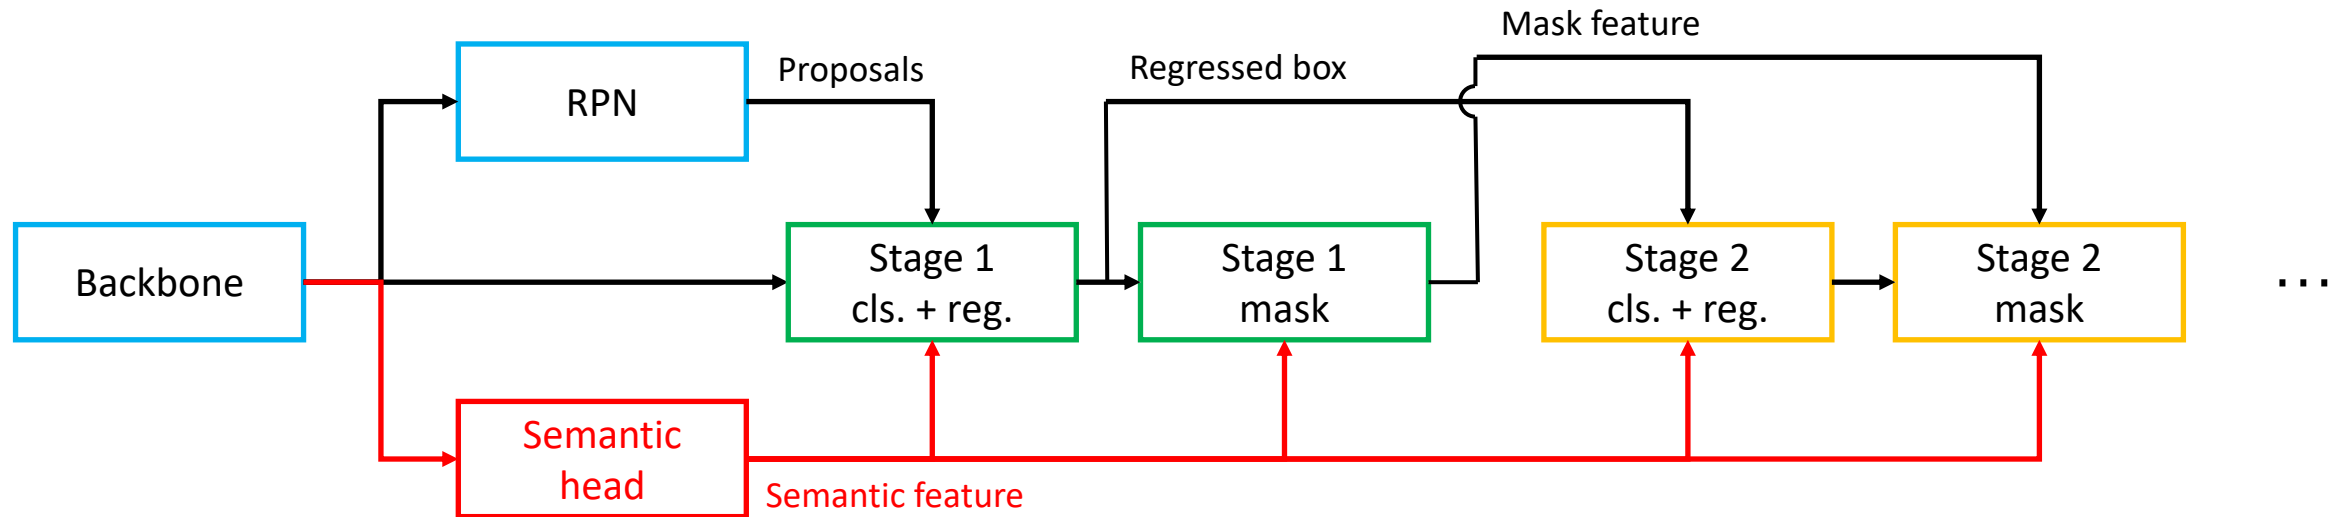 Mask feature
Proposals
Regressed box
RPN
Backbone
Stage 1
cls. + reg.
Stage 1
mask
Stage 2
cls. + reg.
Stage 2
mask
...
Semantic
head
Semantic feature